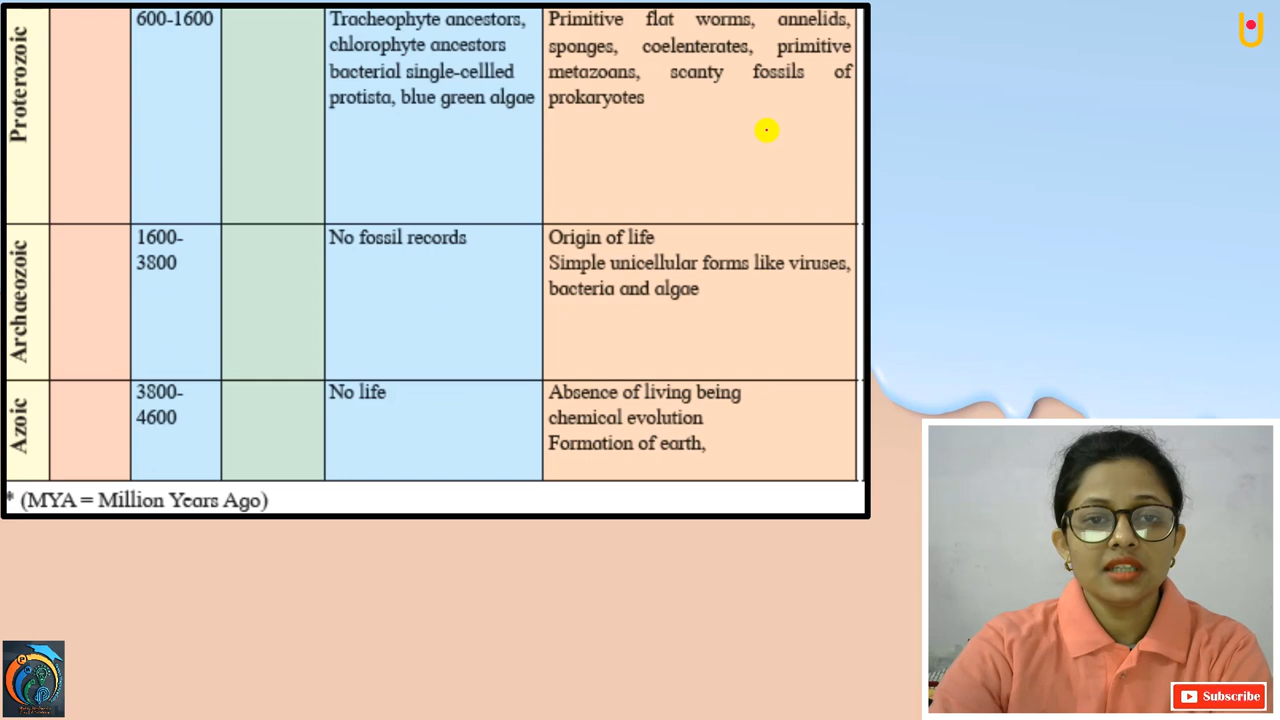 Proterozoic
600-1600
Tracheophyte ancestors,
chlorophyte ancestors
bacterial single-cellled
protista, blue green algae
Primitive flat worms, annelids,
sponges, coelenterates, primitive
metazoans, scanty fossils of
prokaryotes
Archaeozoic
1600-
3800
No fossil records
Origin of life
Simple unicellular forms like viruses,
bacteria and algae
Azoic
3800-
4600
No life
Absence of living being
chemical evolution
Formation of earth,
* (MYA = Million Years Ago)
Subscribe